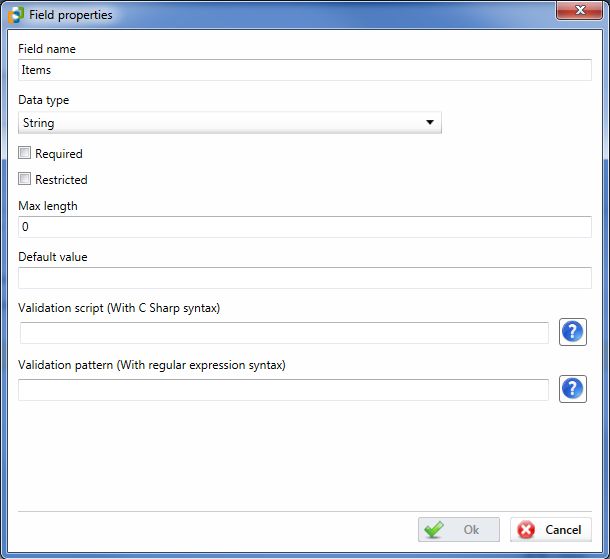 Field properties
Field name
Items
Data type
String
Required
Restricted
Max length
0
Default value
Validation script (With C Sharp syntax)
Validation pattern (With regular expression syntax)
Ok Cancel